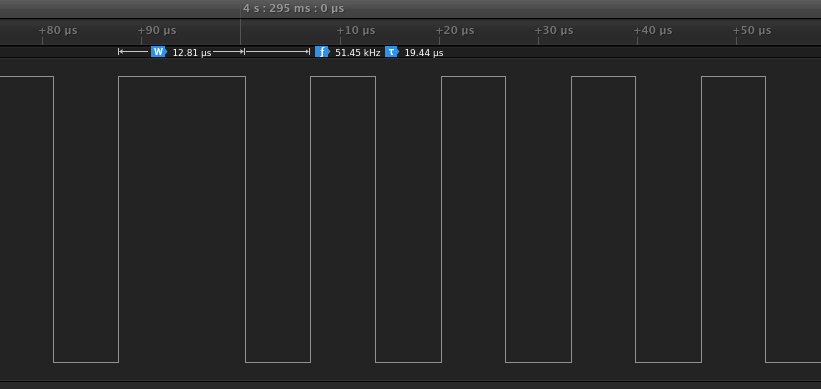 4 s : 295 ms : 0 µs
+80 µs +90 µs +10 µs +20 µs +30 µs +40 µs +50 µs
W 12.81 µs ƒ 51.45 kHz τ 19.44 µs